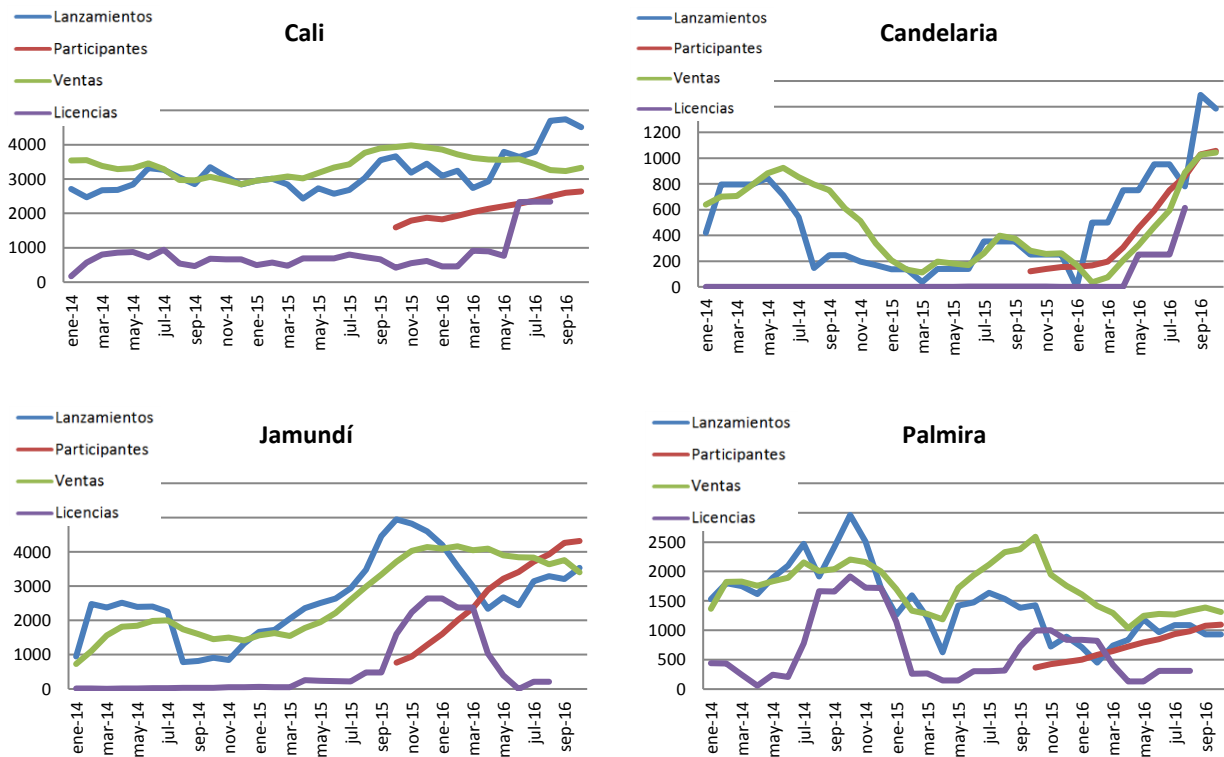 Lanzamientos
Cali
Participantes
Ventas
Licencias
4000
3000
2000
1000
0
ene-14
mar-14
may-14
jul-14
sep-14
nov-14
ene-15
mar-15
may-15
jul-15
sep-15
nov-15
ene-16
mar-16
may-16
jul-16
sep-16
Lanzamientos
Candelaria
Participantes
Ventas
Licencias
1200
1000
800
600
400
200
0
ene-14
mar-14
may-14
jul-14
sep-14
nov-14
ene-15
mar-15
may-15
jul-15
sep-15
nov-15
ene-16
mar-16
may-16
jul-16
sep-16
Lanzamientos
Jamundí
Participantes
Ventas
Licencias
4000
3000
2000
1000
0
ene-14
mar-14
may-14
jul-14
sep-14
nov-14
ene-15
mar-15
may-15
jul-15
sep-15
nov-15
ene-16
mar-16
may-16
jul-16
sep-16
Lanzamientos
Palmira
Participantes
Ventas
Licencias
2500
2000
1500
1000
500
0
ene-14
mar-14
may-14
jul-14
sep-14
nov-14
ene-15
mar-15
may-15
jul-15
sep-15
nov-15
ene-16
mar-16
may-16
jul-16
sep-16